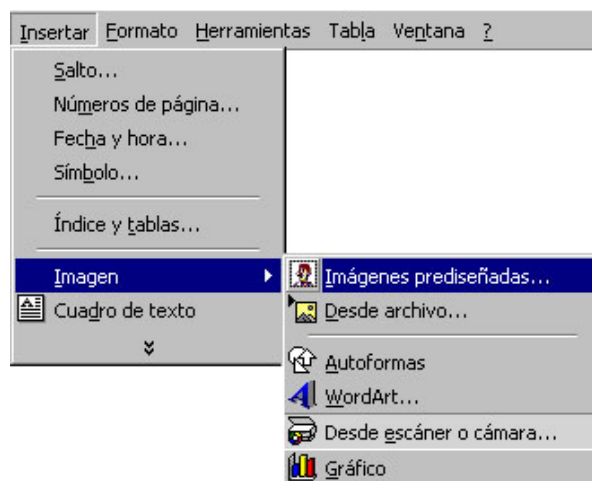 Insertar Formato Herramientas Tabla Ventana ?
Salto...
Números de página...
Fecha y hora...
Símbolo...
Índice y tablas...
Imagen
Cuadro de texto
Imágenes prediseñadas...
Desde archivo...
Autoformas
WordArt...
Desde escáner o cámara...
Gráfico